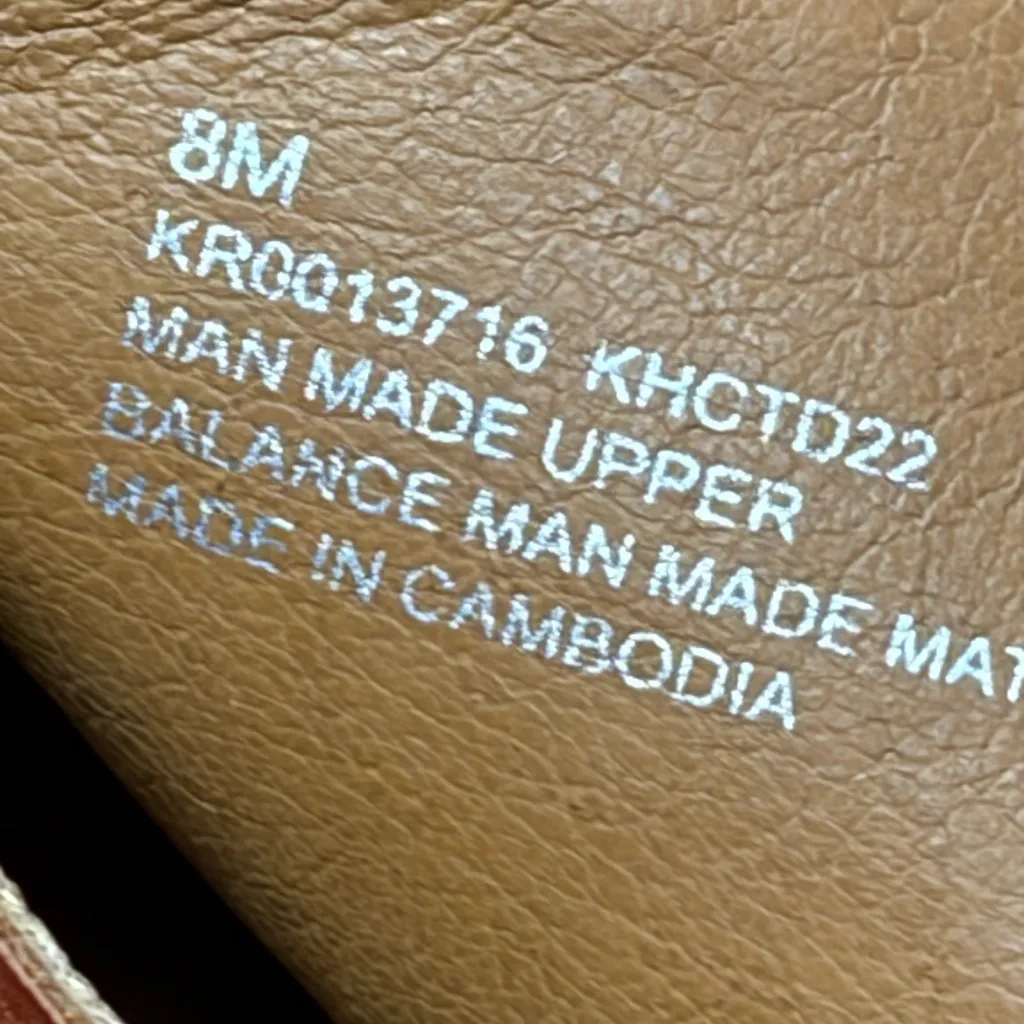 8M
KR0013716 KHCTD22
MAN MADE UPPER
BALANCE MAN MADE MAT
MADE IN CAMBODIA